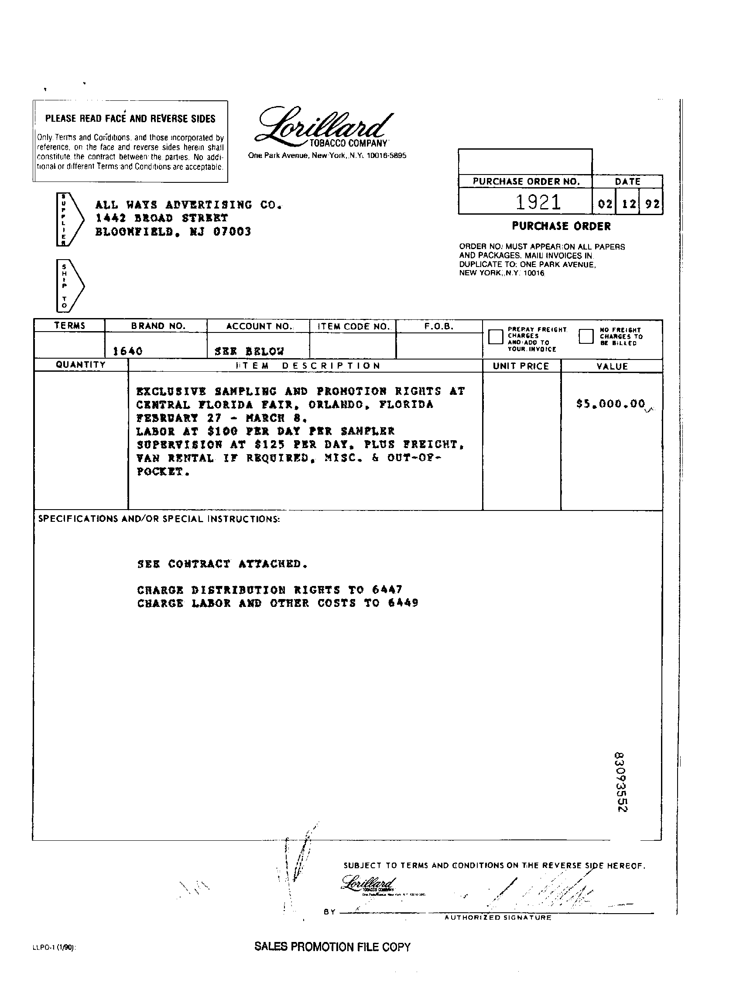 PLEASE READ FACE AND REVERSE SIDES
Only Terms and Conditions, and those incorporated by
reference, on the face and reverse sides herein shall
constitute the contract between the parties. No addi-
tional or different Terms and Conditions are acceptable.
Lorillard
TOBACCO COMPANY
One Park Avenue, New York, N.Y. 10016-5895
PURCHASE ORDER NO. DATE
1921 02 12 92
PURCHASE ORDER
ORDER NO. MUST APPEAR ON ALL PAPERS
AND PACKAGES. MAIL INVOICES IN
DUPLICATE TO: ONE PARK AVENUE,
NEW YORK, N.Y. 10016
SUPPLIER
ALL WAYS ADVERTISING CO.
1442 BROAD STREET
BLOOMFIELD, NJ 07003
SHIP TO
TERMS BRAND NO. ACCOUNT NO. ITEM CODE NO. F.O.B.
PREPAY FREIGHT
CHARGES
AND ADD TO
YOUR INVOICE
NO FREIGHT
CHARGES TO
BE BILLED
1640 SEE BELOW
QUANTITY ITEM DESCRIPTION UNIT PRICE VALUE
EXCLUSIVE SAMPLING AND PROMOTION RIGHTS AT
CENTRAL FLORIDA FAIR, ORLANDO, FLORIDA $5,000.00
FEBRUARY 27 - MARCH 8.
LABOR AT $100 PER DAY PER SAMPLER
SUPERVISION AT $125 PER DAY, PLUS FREIGHT,
VAN RENTAL IF REQUIRED, MISC. & OUT-OF-
POCKET.
SPECIFICATIONS AND/OR SPECIAL INSTRUCTIONS:
SEE CONTRACT ATTACHED.
CHARGE DISTRIBUTION RIGHTS TO 6447
CHARGE LABOR AND OTHER COSTS TO 6449
83093552
SUBJECT TO TERMS AND CONDITIONS ON THE REVERSE SIDE HEREOF.
Lorillard
TOBACCO COMPANY
BY
AUTHORIZED SIGNATURE
LLPO-1 (1/90):
SALES PROMOTION FILE COPY